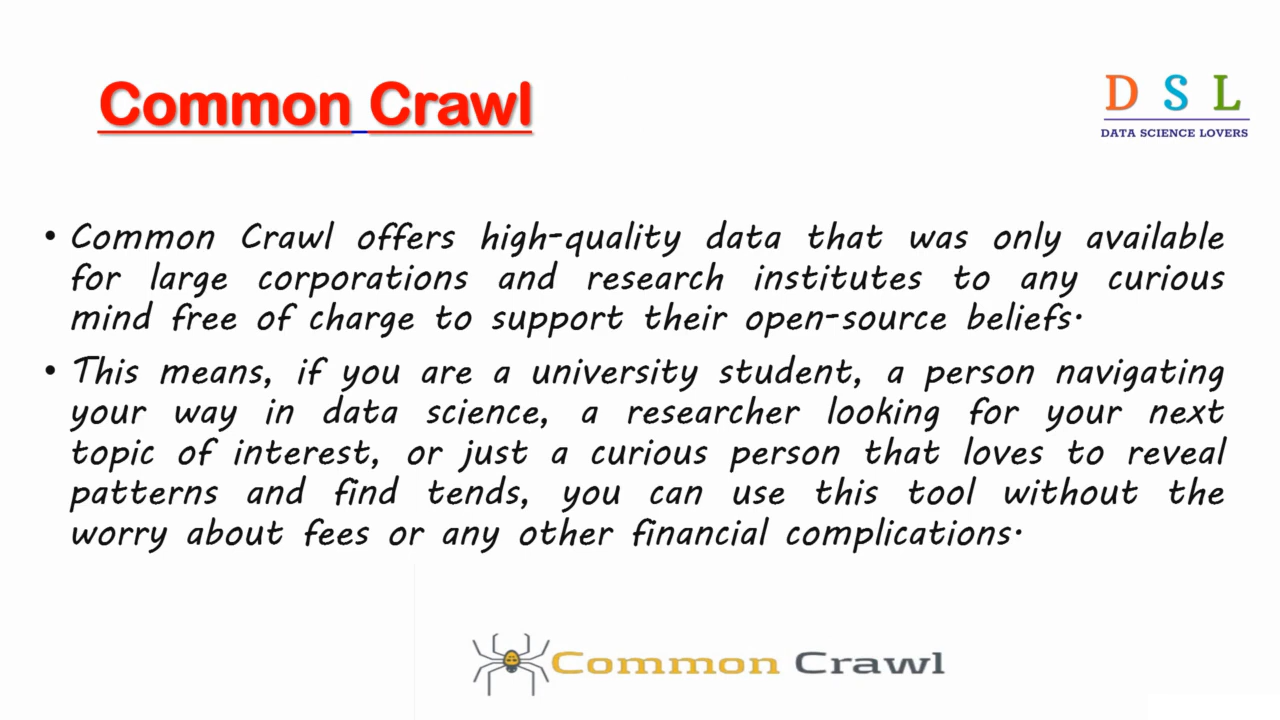 Common Crawl
D S L
DATA SCIENCE LOVERS
• Common Crawl offers high-quality data that was only available
for large corporations and research institutes to any curious
mind free of charge to support their open-source beliefs.
• This means, if you are a university student, a person navigating
your way in data science, a researcher looking for your next
topic of interest, or just a curious person that loves to reveal
patterns and find tends, you can use this tool without the
worry about fees or any other financial complications.
Common Crawl